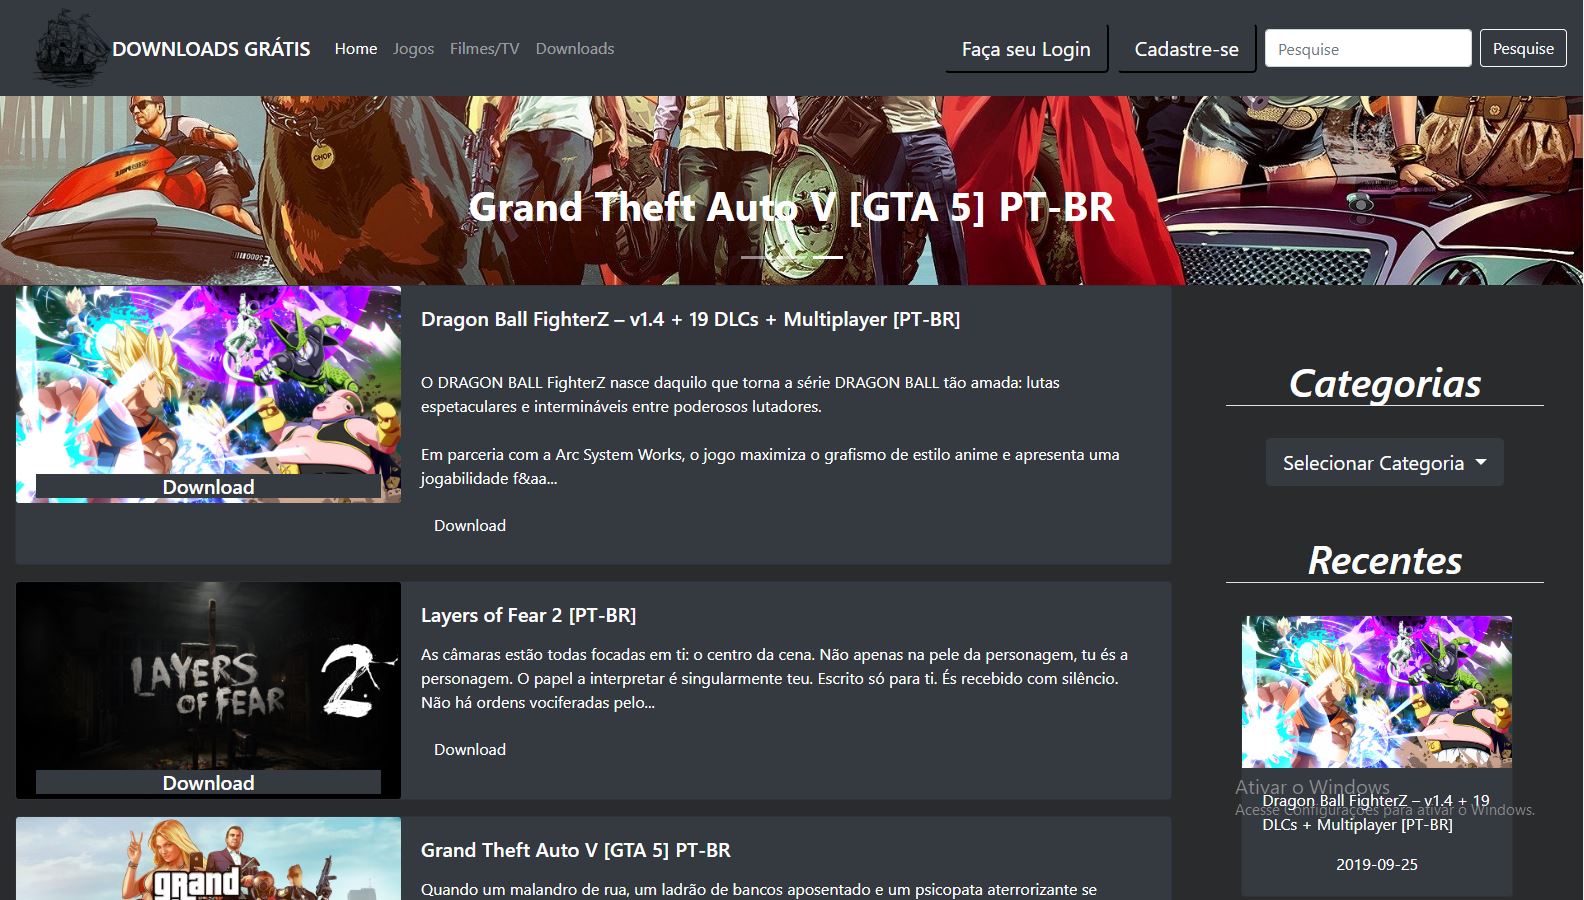 DOWNLOADS GRÁTIS
Home
Jogos
Filmes/TV
Downloads
Faça seu Login
Cadastre-se
Pesquise
Pesquise
CHOP
Grand Theft Auto V [GTA 5] PT-BR
Dragon Ball FighterZ – v1.4 + 19 DLCs + Multiplayer [PT-BR]
O DRAGON BALL FighterZ nasce daquilo que torna a série DRAGON BALL tão amada: lutas
espetaculares e intermináveis entre poderosos lutadores.
Em parceria com a Arc System Works, o jogo maximiza o grafismo de estilo anime e apresenta uma
jogabilidade f&aa...
Download
Download
LAYERS
OF FEAR
2
Download
Layers of Fear 2 [PT-BR]
As câmaras estão todas focadas em ti: o centro da cena. Não apenas na pele da personagem, tu és a
personagem. O papel a interpretar é singularmente teu. Escrito só para ti. És recebido com silêncio.
Não há ordens vociferadas pelo...
Download
grand
Grand Theft Auto V [GTA 5] PT-BR
Quando um malandro de rua, um ladrão de bancos aposentado e um psicopata aterrorizante se
Categorias
Selecionar Categoria
Recentes
Dragon Ball FighterZ – v1.4 + 19
DLCs + Multiplayer [PT-BR]
2019-09-25
Ativar o Windows
Acesse Configurações para ativar o Windows.